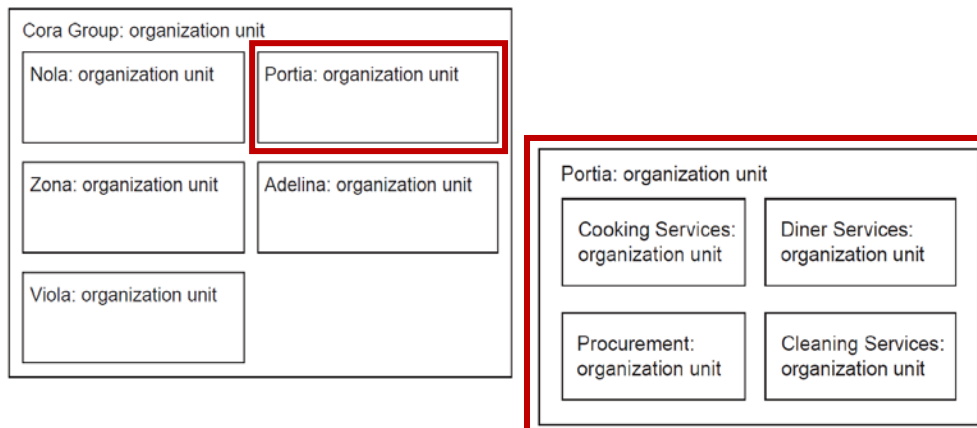 Cora Group: organization unit
Nola: organization unit
Portia: organization unit
Zona: organization unit
Adelina: organization unit
Viola: organization unit
Portia: organization unit
Cooking Services:
organization unit
Diner Services:
organization unit
Procurement:
organization unit
Cleaning Services:
organization unit